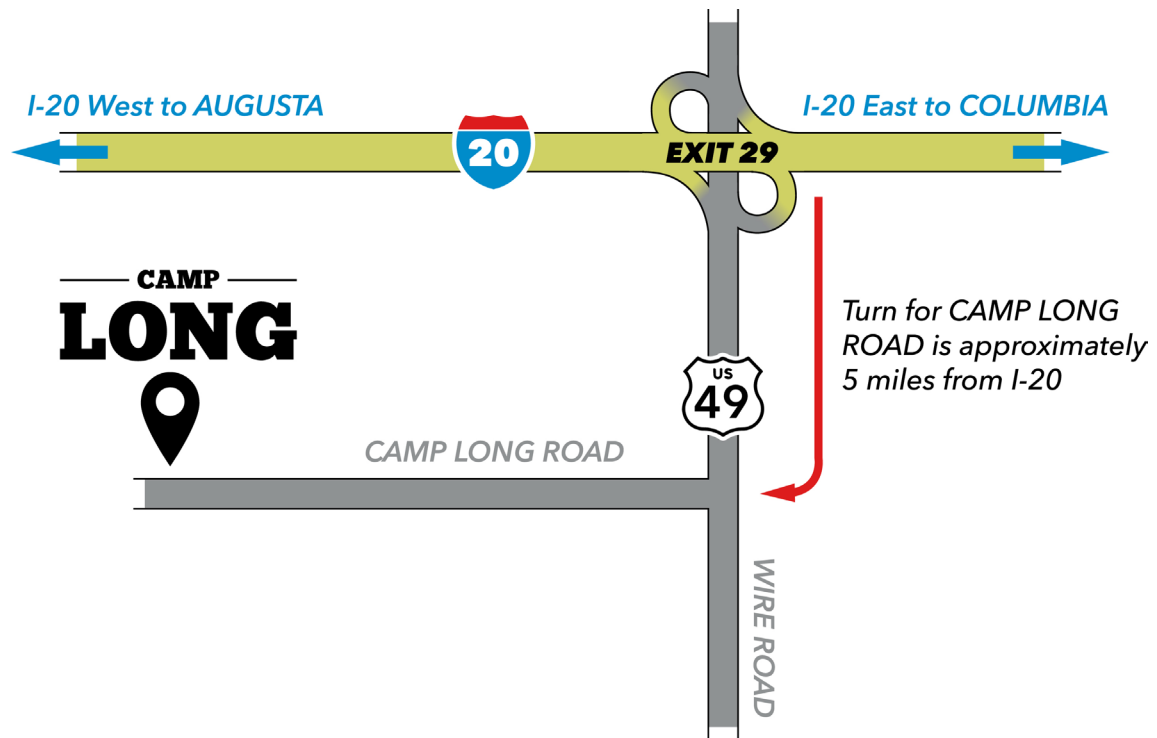 I-20 West to AUGUSTA
I-20 East to COLUMBIA
20
EXIT 29
CAMP
LONG
Turn for CAMP LONG
ROAD is approximately
5 miles from I-20
US
49
CAMP LONG ROAD
WIRE ROAD